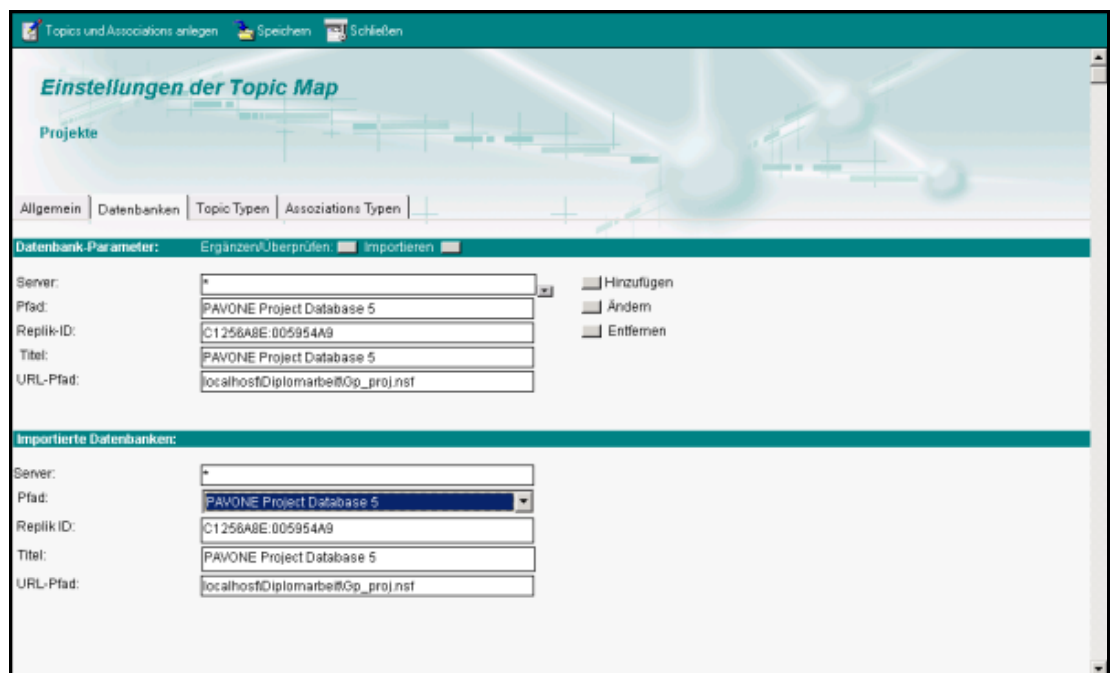 Topics und Associations anlegen Speichern Schließen
Einstellungen der Topic Map
Projekte
Allgemein Datenbanken Topic Typen Assoziations Typen
Datenbank-Parameter: Ergänzen/Überprüfen: Importieren
Server: * Hinzufügen
Pfad: PAVONE Project Database 5 Ändern
Replik-ID: C1256A8E:005954A9 Entfernen
Titel: PAVONE Project Database 5
URL-Pfad: localhost\Diplomarbeit\Gp_proj.nsf
Importierte Datenbanken:
Server: *
Pfad: PAVONE Project Database 5
Replik ID: C1256A8E:005954A9
Titel: PAVONE Project Database 5
URL-Pfad: localhost\Diplomarbeit\Gp_proj.nsf